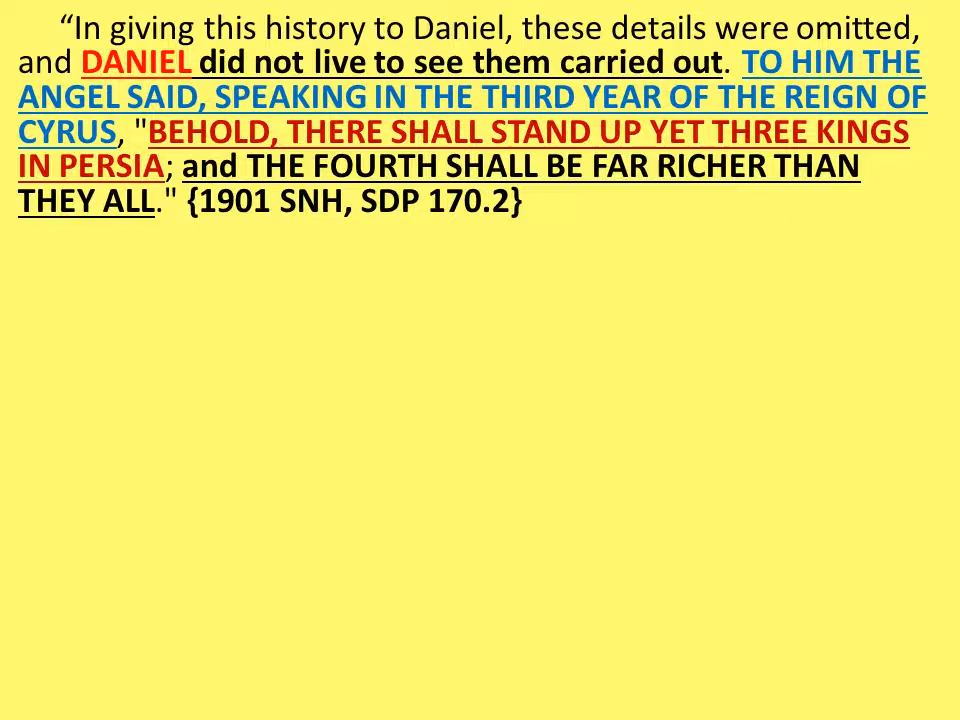 “In giving this history to Daniel, these details were omitted,
and DANIEL did not live to see them carried out. TO HIM THE
ANGEL SAID, SPEAKING IN THE THIRD YEAR OF THE REIGN OF
CYRUS, "BEHOLD, THERE SHALL STAND UP YET THREE KINGS
IN PERSIA; and THE FOURTH SHALL BE FAR RICHER THAN
THEY ALL." {1901 SNH, SDP 170.2}